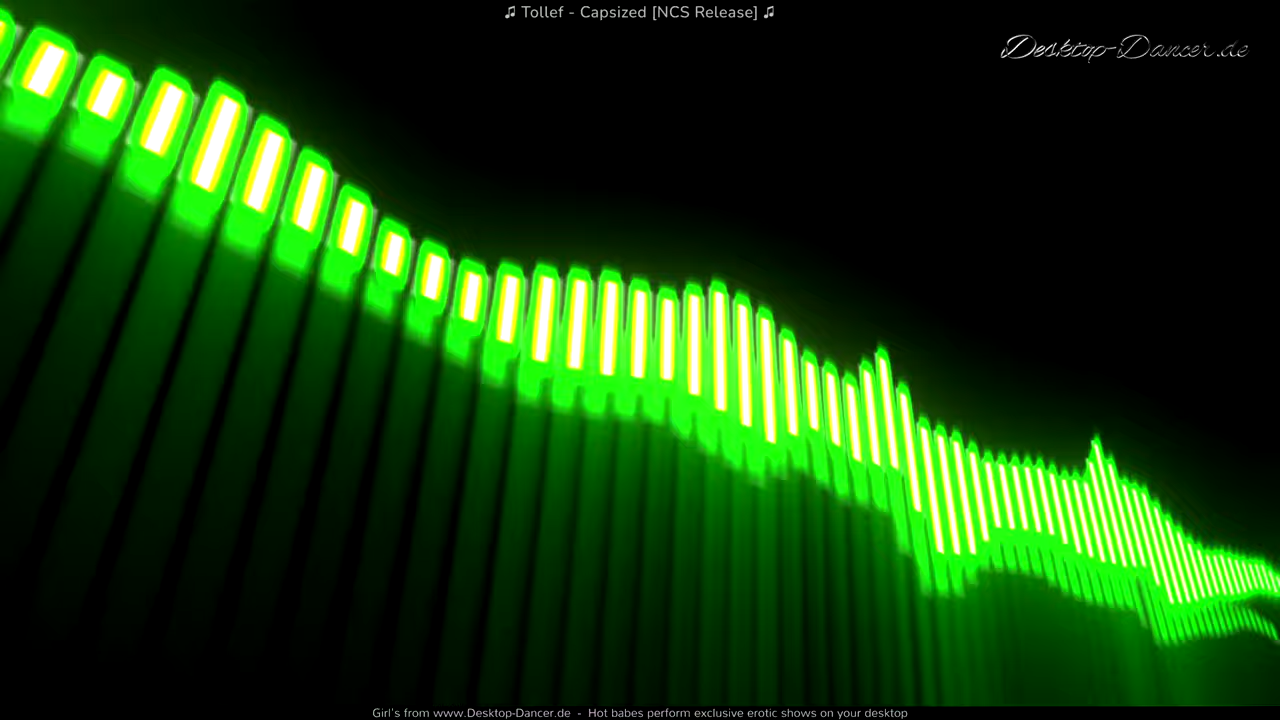 ♫ Tollef - Capsized [NCS Release] ♫
Desktop-Dancer.de
Girl's from www.Desktop-Dancer.de - Hot babes perform exclusive erotic shows on your desktop